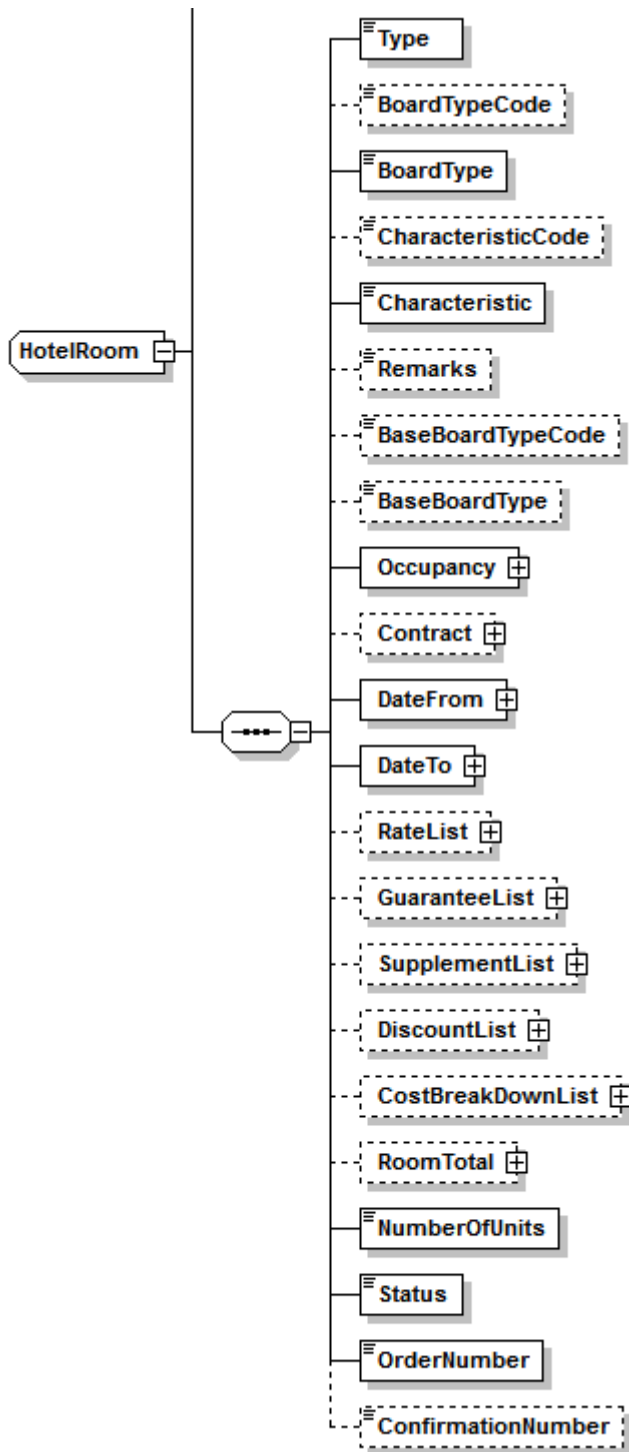 Type
BoardTypeCode
BoardType
CharacteristicCode
Characteristic
HotelRoom
Remarks
BaseBoardTypeCode
BaseBoardType
Occupancy
Contract
DateFrom
DateTo
RateList
GuaranteeList
SupplementList
DiscountList
CostBreakDownList
RoomTotal
NumberOfUnits
Status
OrderNumber
ConfirmationNumber